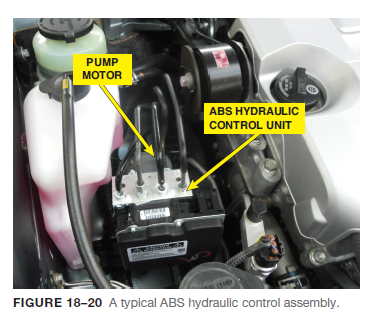 PUMP
MOTOR
ABS HYDRAULIC
CONTROL UNIT
FIGURE 18–20 A typical ABS hydraulic control assembly.